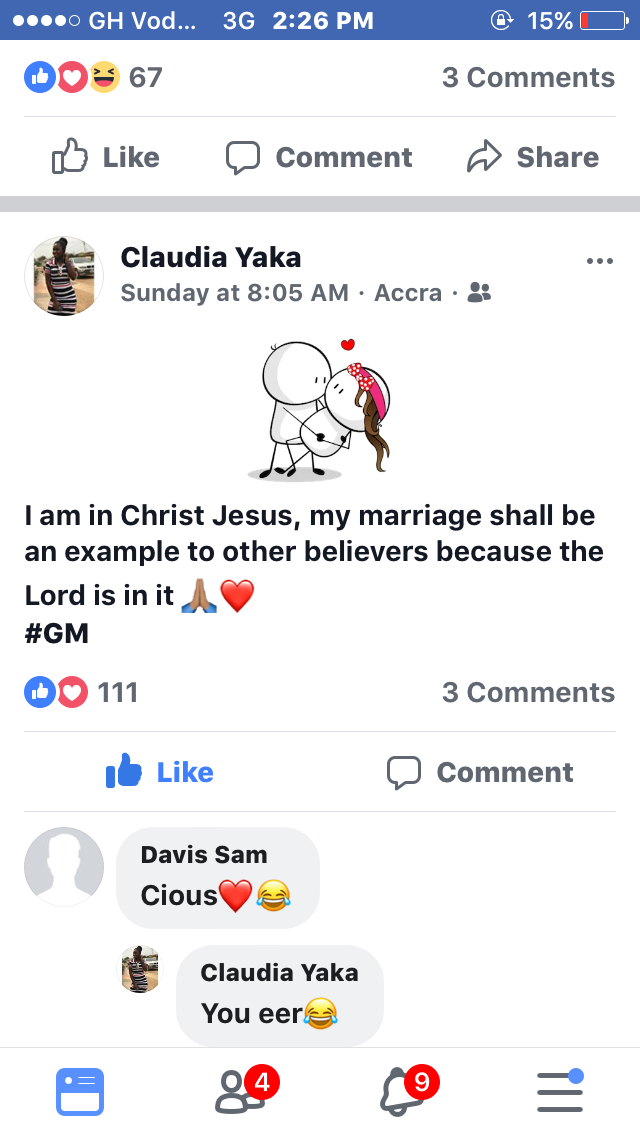 GH Vod... 3G 2:26 PM 15%
67 3 Comments
Like Comment Share
Claudia Yaka
Sunday at 8:05 AM · Accra ·
I am in Christ Jesus, my marriage shall be
an example to other believers because the
Lord is in it 🙏🏽❤️
#GM
111 3 Comments
Like Comment
Davis Sam
Cious❤️😂
Claudia Yaka
You eer😂
4 9